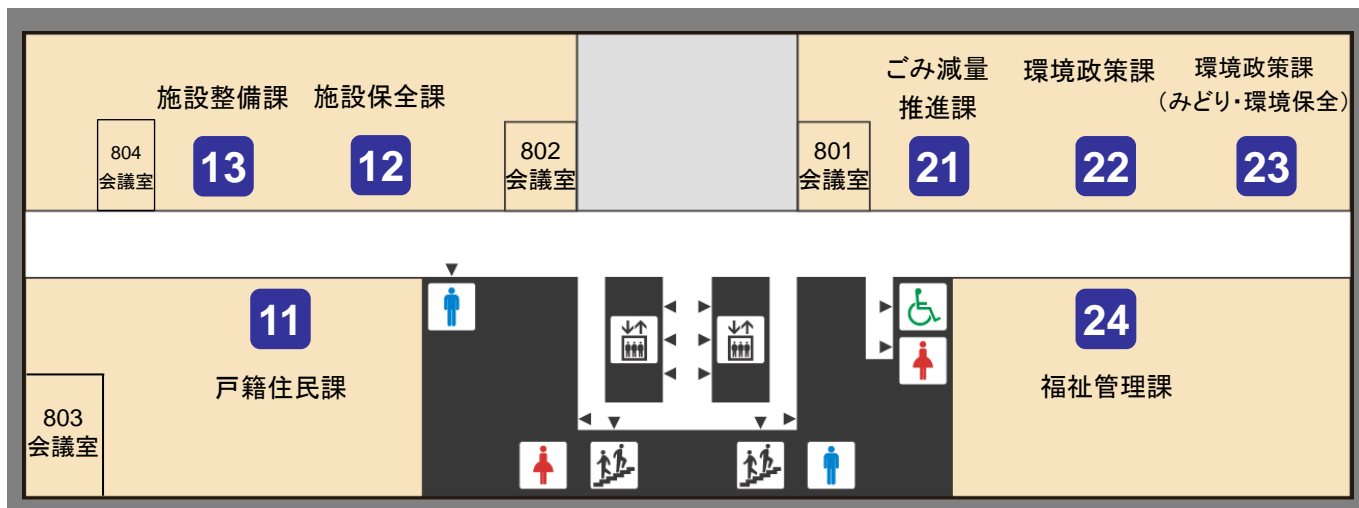 施設整備課
13
施設保全課
12
804
会議室
802
会議室
801
会議室
ごみ減量
推進課
21
環境政策課
22
環境政策課
(みどり・環境保全)
23
11
戸籍住民課
803
会議室
24
福祉管理課